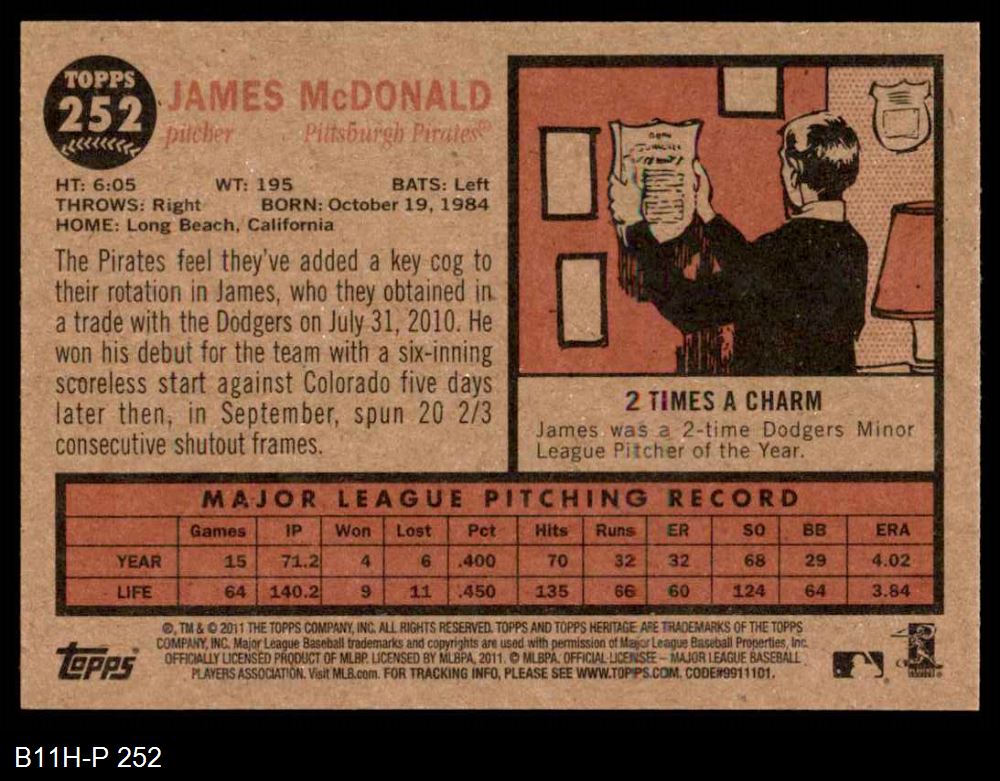 TOPPS
252
JAMES McDONALD
pitcher Pittsburgh Pirates®
HT: 6:05 WT: 195 BATS: Left
THROWS: Right BORN: October 19, 1984
HOME: Long Beach, California
The Pirates feel they've added a key cog to
their rotation in James, who they obtained in
a trade with the Dodgers on July 31, 2010. He
won his debut for the team with a six-inning
scoreless start against Colorado five days
later then, in September, spun 20 2/3
consecutive shutout frames.
2 TIMES A CHARM
James was a 2-time Dodgers Minor
League Pitcher of the Year.
MAJOR LEAGUE PITCHING RECORD
Games IP Won Lost Pct Hits Runs ER SO BB ERA
YEAR 15 71.2 4 6 .400 70 32 32 68 29 4.02
LIFE 64 140.2 9 11 .450 135 66 60 124 64 3.84
®, TM & © 2011 THE TOPPS COMPANY, INC. ALL RIGHTS RESERVED. TOPPS AND TOPPS HERITAGE ARE TRADEMARKS OF THE TOPPS
COMPANY, INC. Major League Baseball trademarks and copyrights are used with permission of Major League Baseball Properties, Inc.
OFFICIALLY LICENSED PRODUCT OF MLBP. LICENSED BY MLBPA, 2011. © MLBPA. OFFICIAL LICENSEE – MAJOR LEAGUE BASEBALL
PLAYERS ASSOCIATION. Visit MLB.com. FOR TRACKING INFO, PLEASE SEE WWW.TOPPS.COM. CODE#9911101.
Topps
B11H-P 252